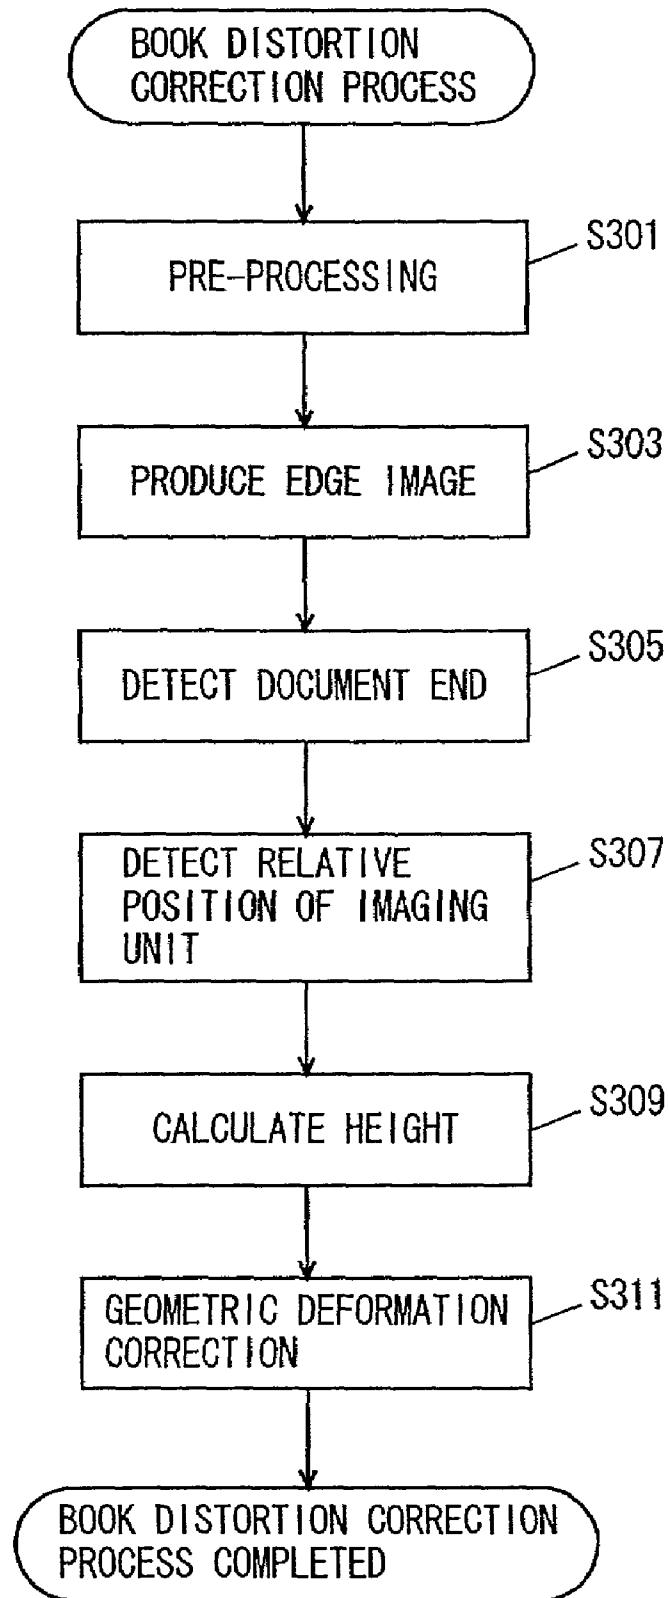 BOOK DISTORTION
CORRECTION PROCESS
S301
PRE-PROCESSING
S303
PRODUCE EDGE IMAGE
S305
DETECT DOCUMENT END
S307
DETECT RELATIVE
POSITION OF IMAGING
UNIT
S309
CALCULATE HEIGHT
S311
GEOMETRIC DEFORMATION
CORRECTION
BOOK DISTORTION CORRECTION
PROCESS COMPLETED